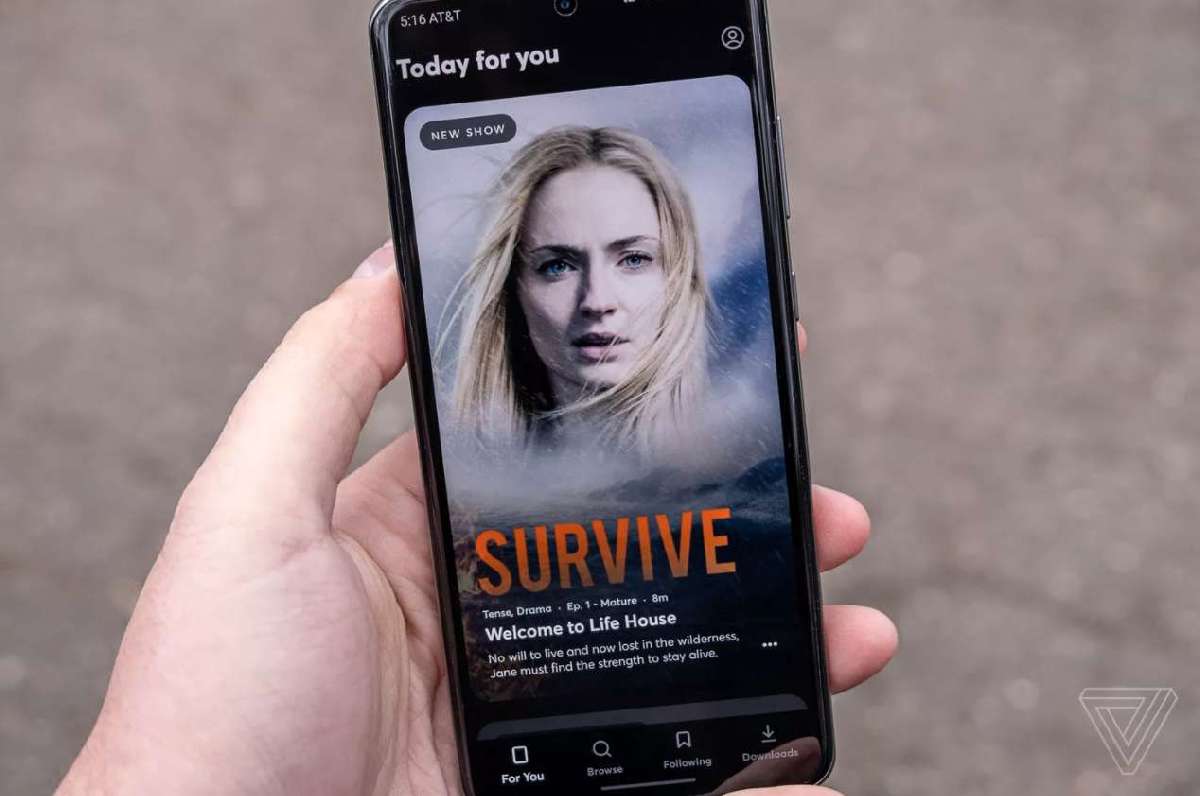 5:16 AT&T
Today for you
NEW SHOW
SURVIVE
Tense, Drama · Ep. 1 - Mature · 8m
Welcome to Life House
No will to live and now lost in the wilderness,
Jane must find the strength to stay alive.
For You
Browse
Following
Downloads